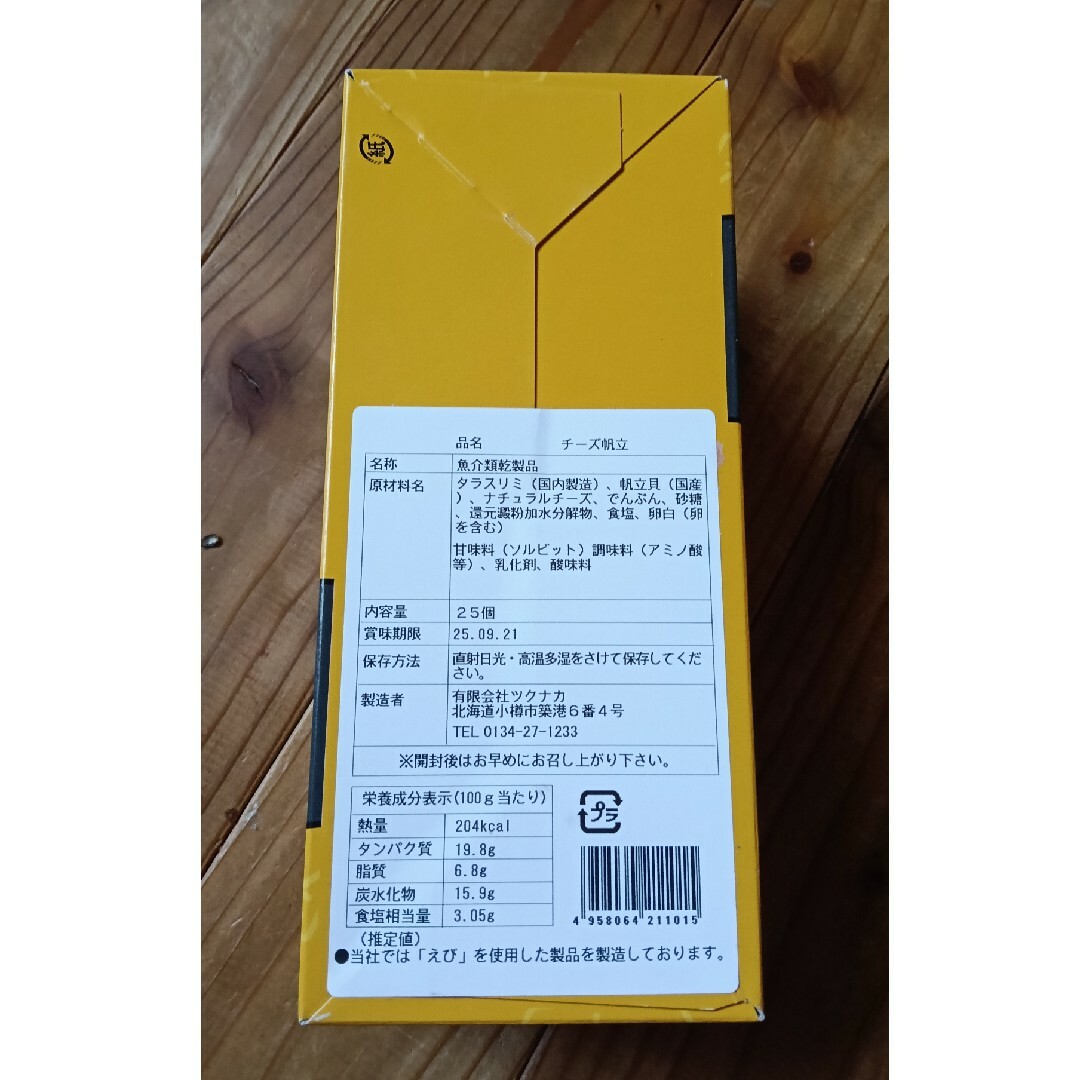 紙
品名 チーズ帆立
名称 魚介類乾製品
原材料名 タラスリミ（国内製造）、帆立貝（国産
）、ナチュラルチーズ、でんぷん、砂糖
、還元澱粉加水分解物、食塩、卵白（卵
を含む）
甘味料（ソルビット）調味料（アミノ酸
等）、乳化剤、酸味料
内容量 25個
賞味期限 25.09.21
保存方法 直射日光・高温多湿をさけて保存してくだ
さい。
製造者 有限会社ツクナカ
北海道小樽市築港6番4号
TEL 0134-27-1233
※開封後はお早めにお召し上がり下さい。
栄養成分表示(100g当たり)
熱量 204kcal
タンパク質 19.8g
脂質 6.8g
炭水化物 15.9g
食塩相当量 3.05g
(推定値)
プラ
4 958064 211015
●当社では「えび」を使用した製品を製造しております。